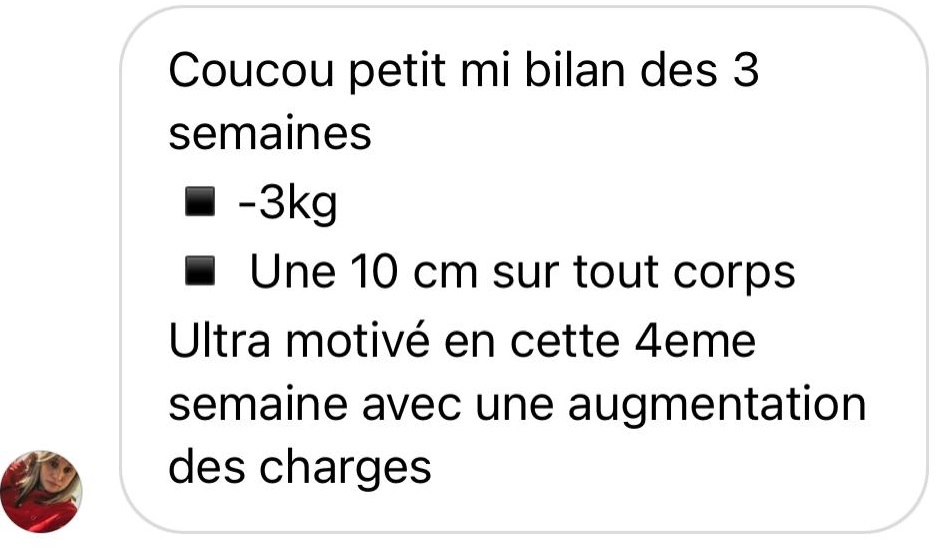 Coucou petit mi bilan des 3
semaines
▪️ -3kg
▪️ Une 10 cm sur tout corps
Ultra motivé en cette 4eme
semaine avec une augmentation
des charges